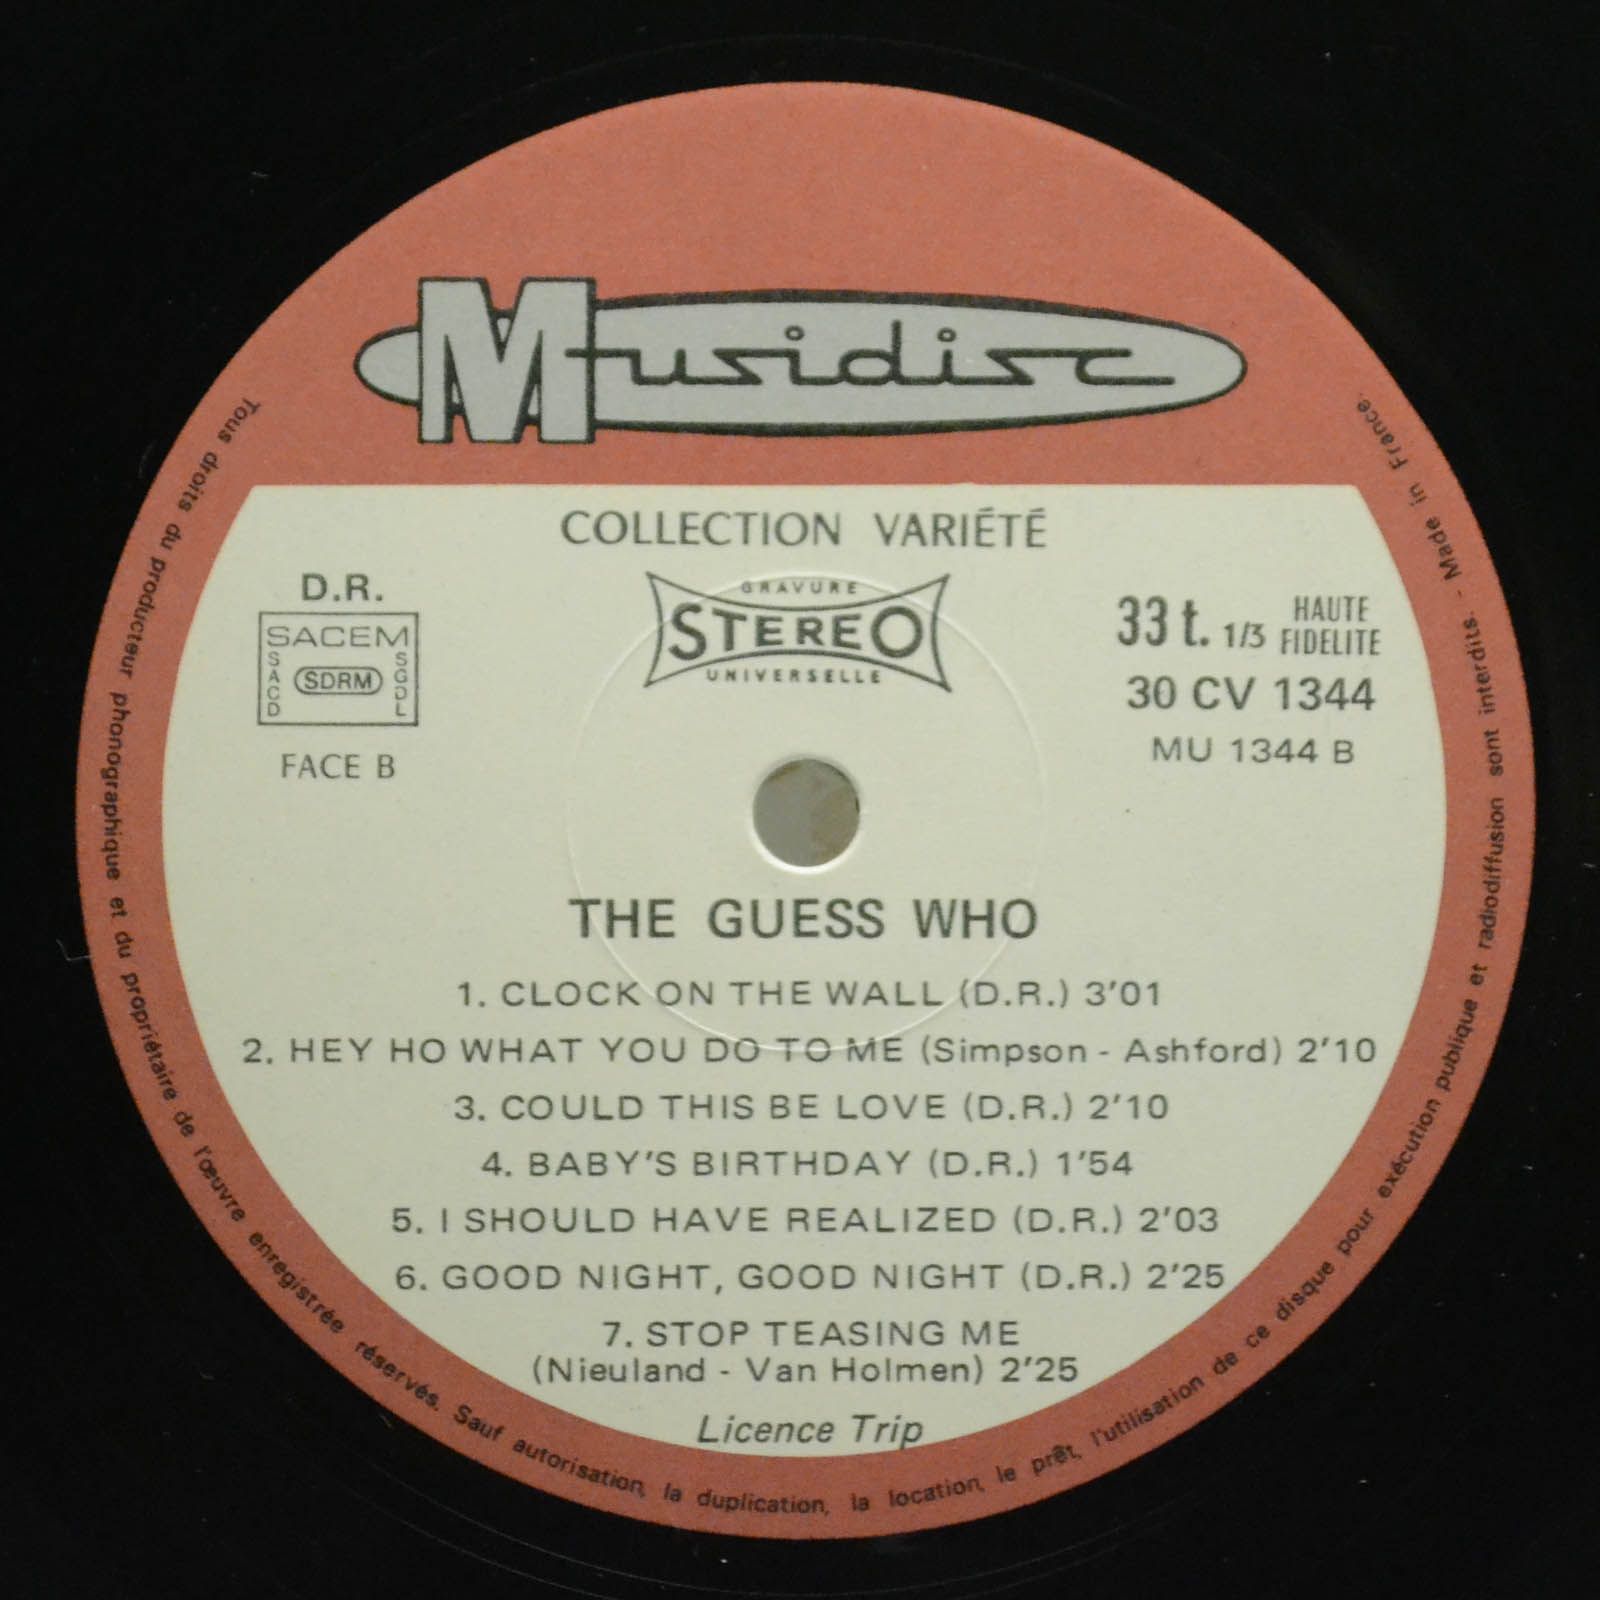 Musidisc
COLLECTION VARIÉTÉ
D.R.
SACEM
SACD
SDRM
SGDL
FACE B
GRAVURE
STEREO
UNIVERSELLE
33 t. 1/3 HAUTE FIDELITE
30 CV 1344
MU 1344 B
THE GUESS WHO
1. CLOCK ON THE WALL (D.R.) 3'01
2. HEY HO WHAT YOU DO TO ME (Simpson - Ashford) 2'10
3. COULD THIS BE LOVE (D.R.) 2'10
4. BABY'S BIRTHDAY (D.R.) 1'54
5. I SHOULD HAVE REALIZED (D.R.) 2'03
6. GOOD NIGHT, GOOD NIGHT (D.R.) 2'25
7. STOP TEASING ME
(Nieuland - Van Holmen) 2'25
Licence Trip
Tous droits du producteur phonographique et du propriétaire de l'œuvre enregistrée réservés. Sauf autorisation, la duplication, la location, le prêt, l'utilisation de ce disque pour exécution publique et radiodiffusion sont interdits. - Made in France.